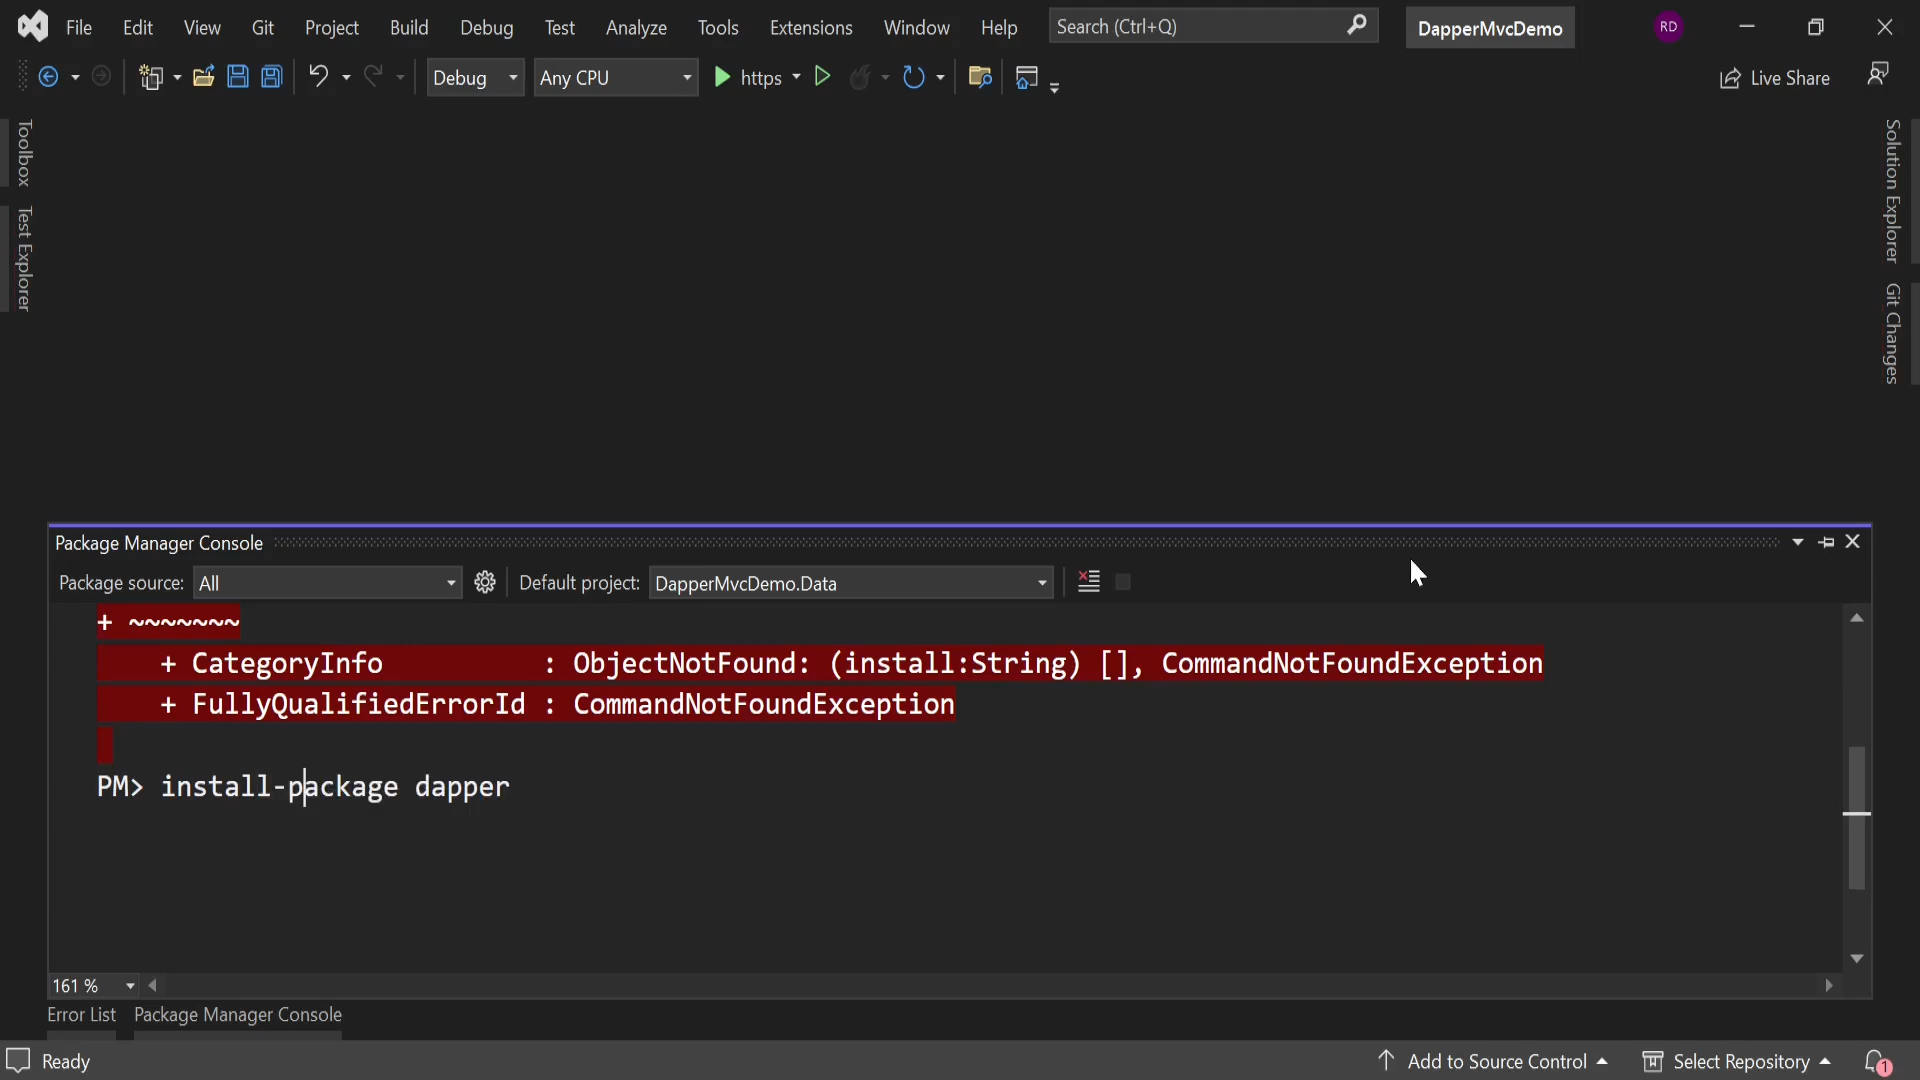 File Edit View Git Project Build Debug Test Analyze Tools Extensions Window Help Search (Ctrl+Q) DapperMvcDemo RD
Debug Any CPU https Live Share
Toolbox
Test Explorer
Solution Explorer
Git Changes
Package Manager Console
Package source: All Default project: DapperMvcDemo.Data
+ ~~~~~~~
+ CategoryInfo : ObjectNotFound: (install:String) [], CommandNotFoundException
+ FullyQualifiedErrorId : CommandNotFoundException
PM> install-package dapper
161 %
Error List Package Manager Console
Ready Add to Source Control Select Repository 1